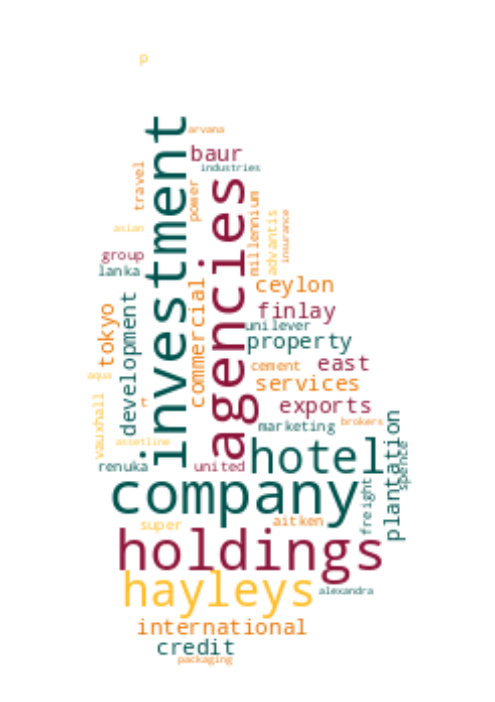 p
investment
arvana
baur
industries
travel
power
agencies
millennium
advantis
insurance
asian
group
lanka
ceylon
commercial
development
tokyo
finlay
unilever
property
east
cement
services
aqua
vauxhall
t
exports
brokers
marketing
assetline
plantation
spence
hotel
renuka
united
company
freight
super
aitken
holdings
hayleys
alexandra
international
credit
packaging